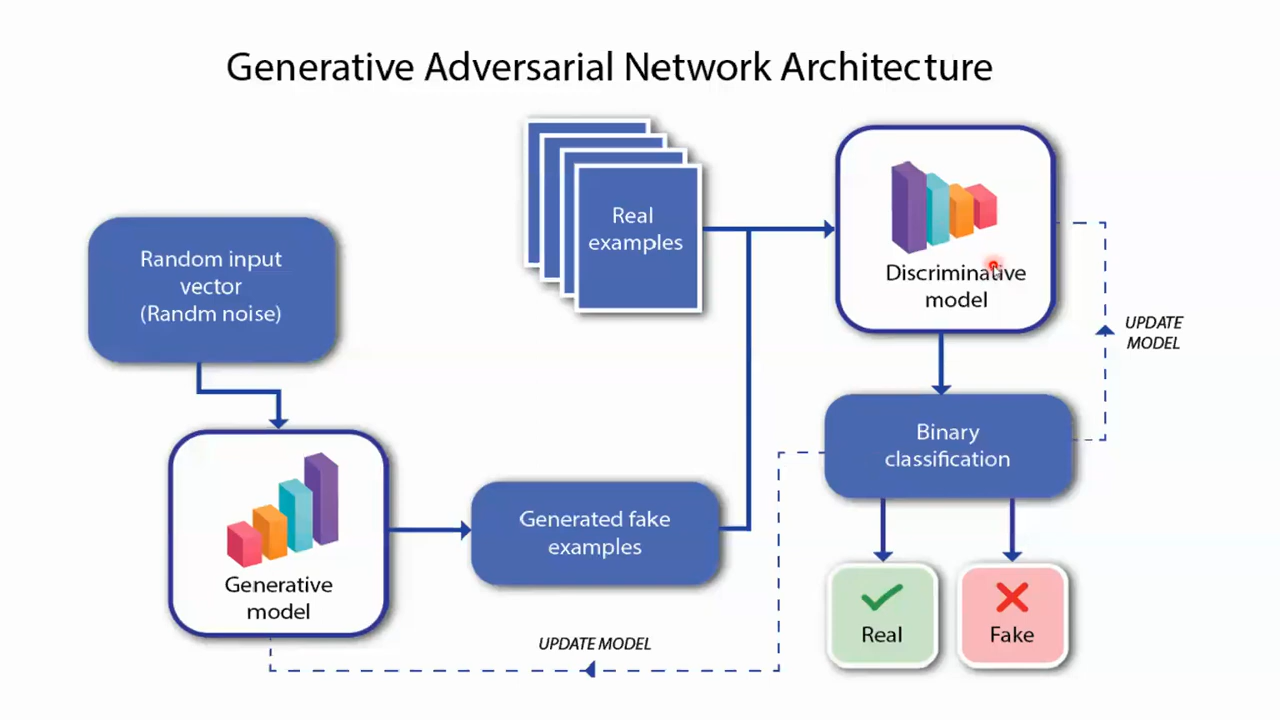 Generative Adversarial Network Architecture
Real
examples
Discriminative
model
Random input
vector
(Randm noise)
UPDATE
MODEL
Binary
classification
Generated fake
examples
Generative
model
UPDATE MODEL
Real
Fake